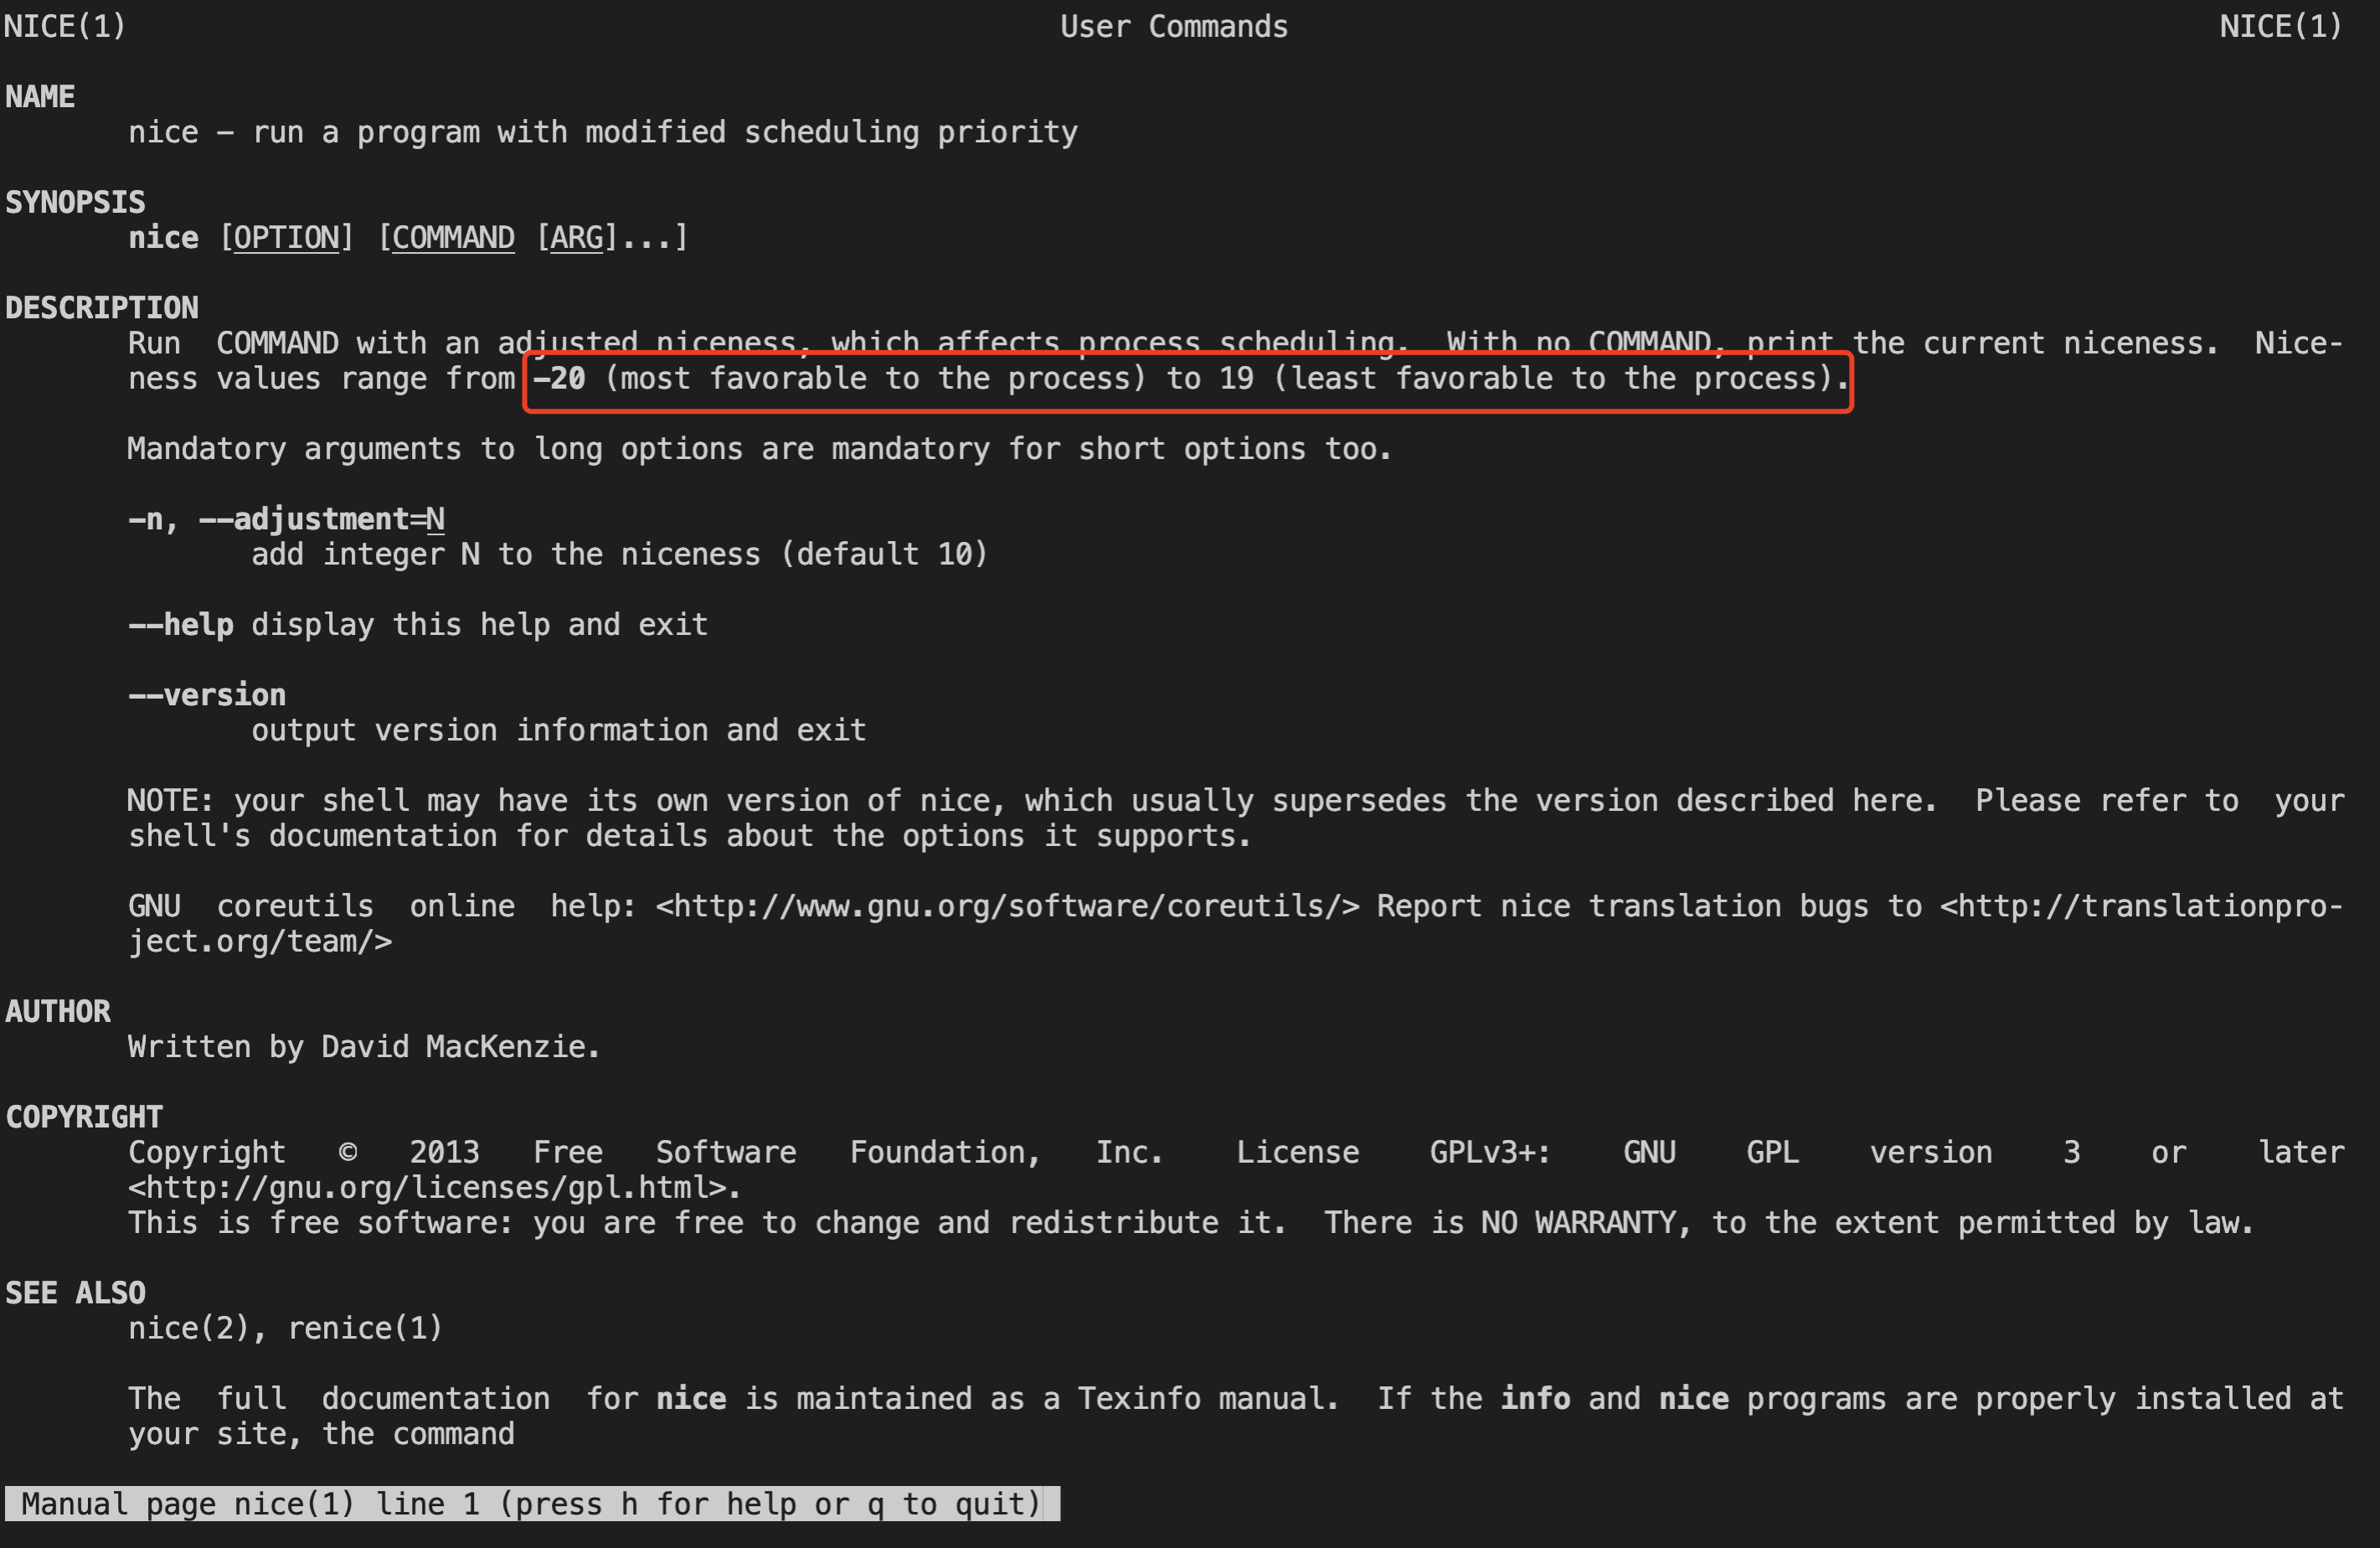 NICE(1) User Commands NICE(1)
NAME
nice – run a program with modified scheduling priority
SYNOPSIS
nice [OPTION] [COMMAND [ARG]...]
DESCRIPTION
Run COMMAND with an adjusted niceness, which affects process scheduling. With no COMMAND, print the current niceness. Nice-
ness values range from –20 (most favorable to the process) to 19 (least favorable to the process).
Mandatory arguments to long options are mandatory for short options too.
–n, ––adjustment=N
add integer N to the niceness (default 10)
––help display this help and exit
––version
output version information and exit
NOTE: your shell may have its own version of nice, which usually supersedes the version described here. Please refer to your
shell's documentation for details about the options it supports.
GNU coreutils online help: <http://www.gnu.org/software/coreutils/> Report nice translation bugs to <http://translationpro-
ject.org/team/>
AUTHOR
Written by David MacKenzie.
COPYRIGHT
Copyright © 2013 Free Software Foundation, Inc. License GPLv3+: GNU GPL version 3 or later
<http://gnu.org/licenses/gpl.html>.
This is free software: you are free to change and redistribute it. There is NO WARRANTY, to the extent permitted by law.
SEE ALSO
nice(2), renice(1)
The full documentation for nice is maintained as a Texinfo manual. If the info and nice programs are properly installed at
your site, the command
Manual page nice(1) line 1 (press h for help or q to quit)